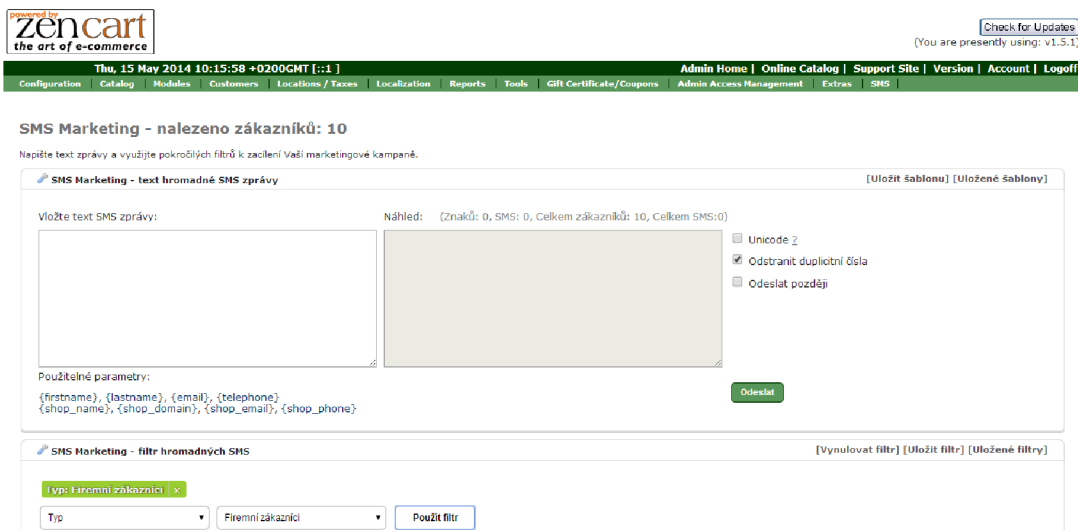 powered by
zencart
the art of e-commerce
Check for Updates
(You are presently using: v1.5.1)
Thu, 15 May 2014 10:15:58 +0200GMT [::1 ]
Admin Home | Online Catalog | Support Site | Version | Account | Logoff
Configuration | Catalog | Modules | Customers | Locations / Taxes | Localization | Reports | Tools | Gift Certificate/Coupons | Admin Access Management | Extras | SMS |
SMS Marketing - nalezeno zákazníků: 10
Napište text zprávy a využijte pokročilých filtrů k zacílení Vaší marketingové kampaně.
SMS Marketing - text hromadné SMS zprávy [Uložit šablonu] [Uložené šablony]
Vložte text SMS zprávy: Náhled: (Znaků: 0, SMS: 0, Celkem zákazníků: 10, Celkem SMS:0)
Unicode ?
Odstranit duplicitní čísla
Odeslat později
Použitelné parametry:
{firstname}, {lastname}, {email}, {telephone}
{shop_name}, {shop_domain}, {shop_email}, {shop_phone}
Odeslat
SMS Marketing - filtr hromadných SMS [Vynulovat filtr] [Uložit filtr] [Uložené filtry]
Typ: Firemní zákazníci x
Typ Firemní zákazníci Použít filtr